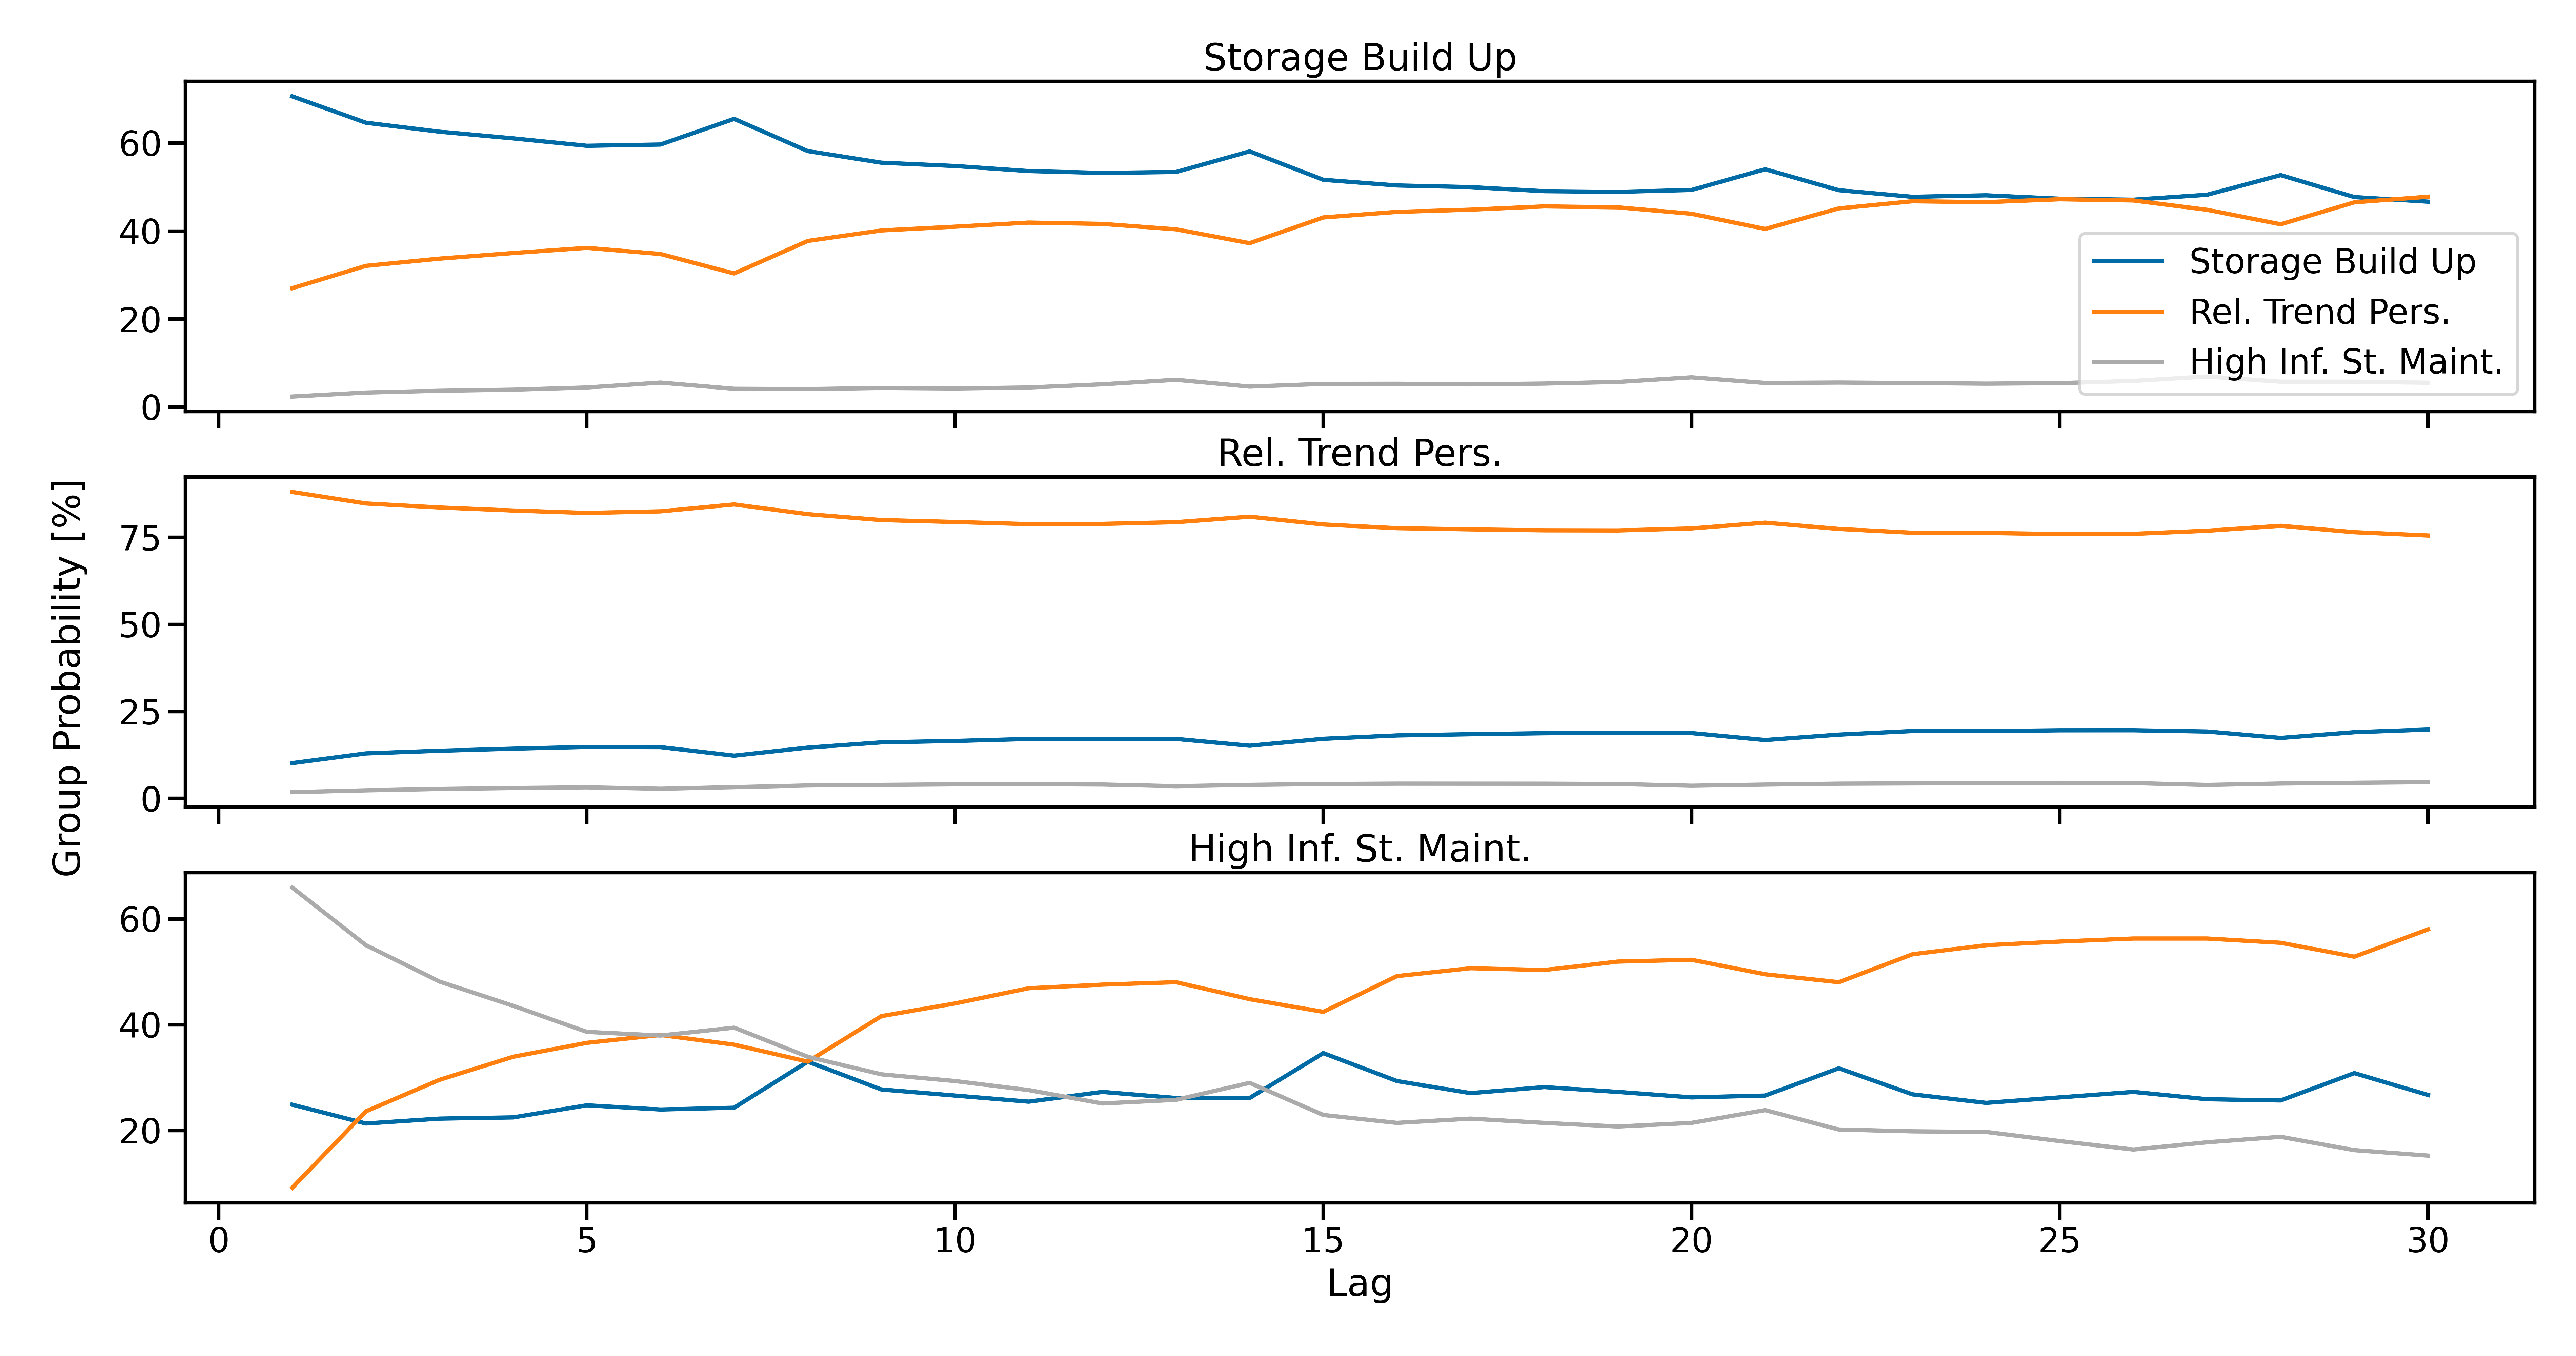 Storage Build Up
60
40
20
0
Storage Build Up
Rel. Trend Pers.
High Inf. St. Maint.
Rel. Trend Pers.
Group Probability [%]
75
50
25
0
High Inf. St. Maint.
60
40
20
0 5 10 15 20 25 30
Lag